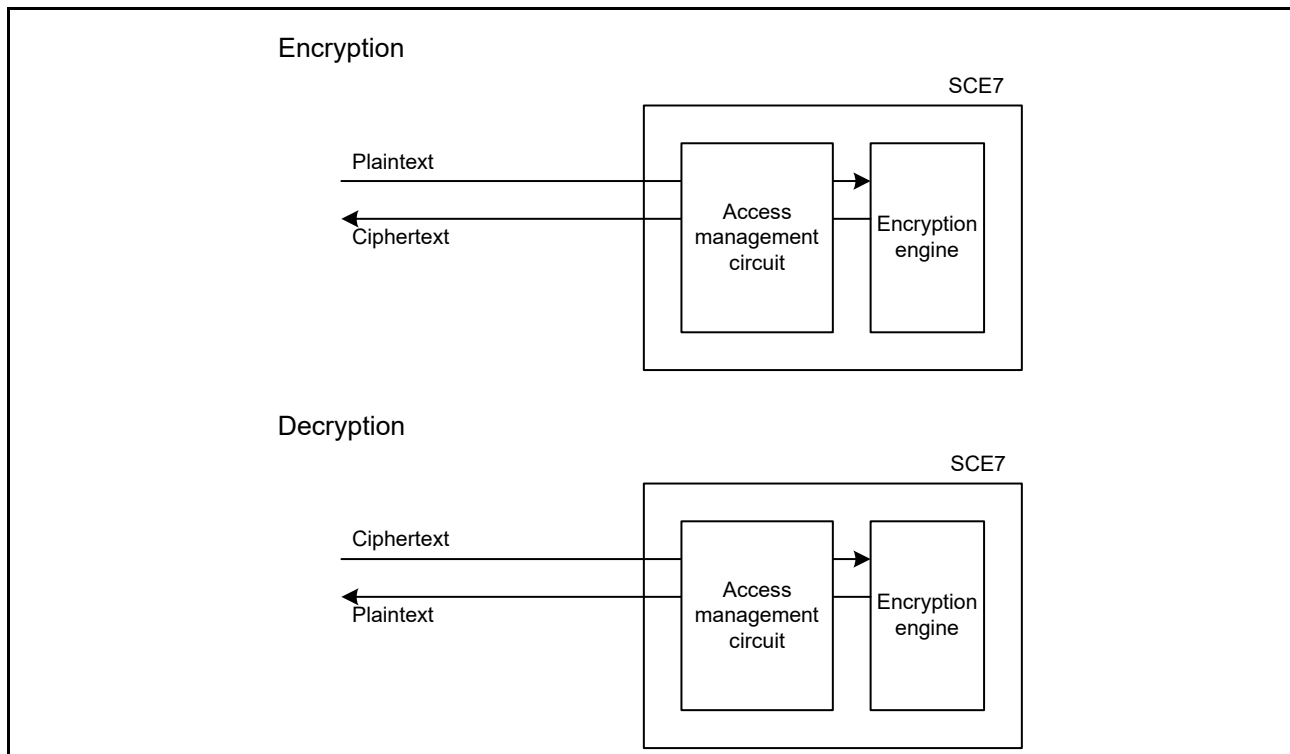 Encryption
SCE7
Plaintext
Ciphertext
Access
management
circuit
Encryption
engine
Decryption
SCE7
Ciphertext
Plaintext
Access
management
circuit
Encryption
engine